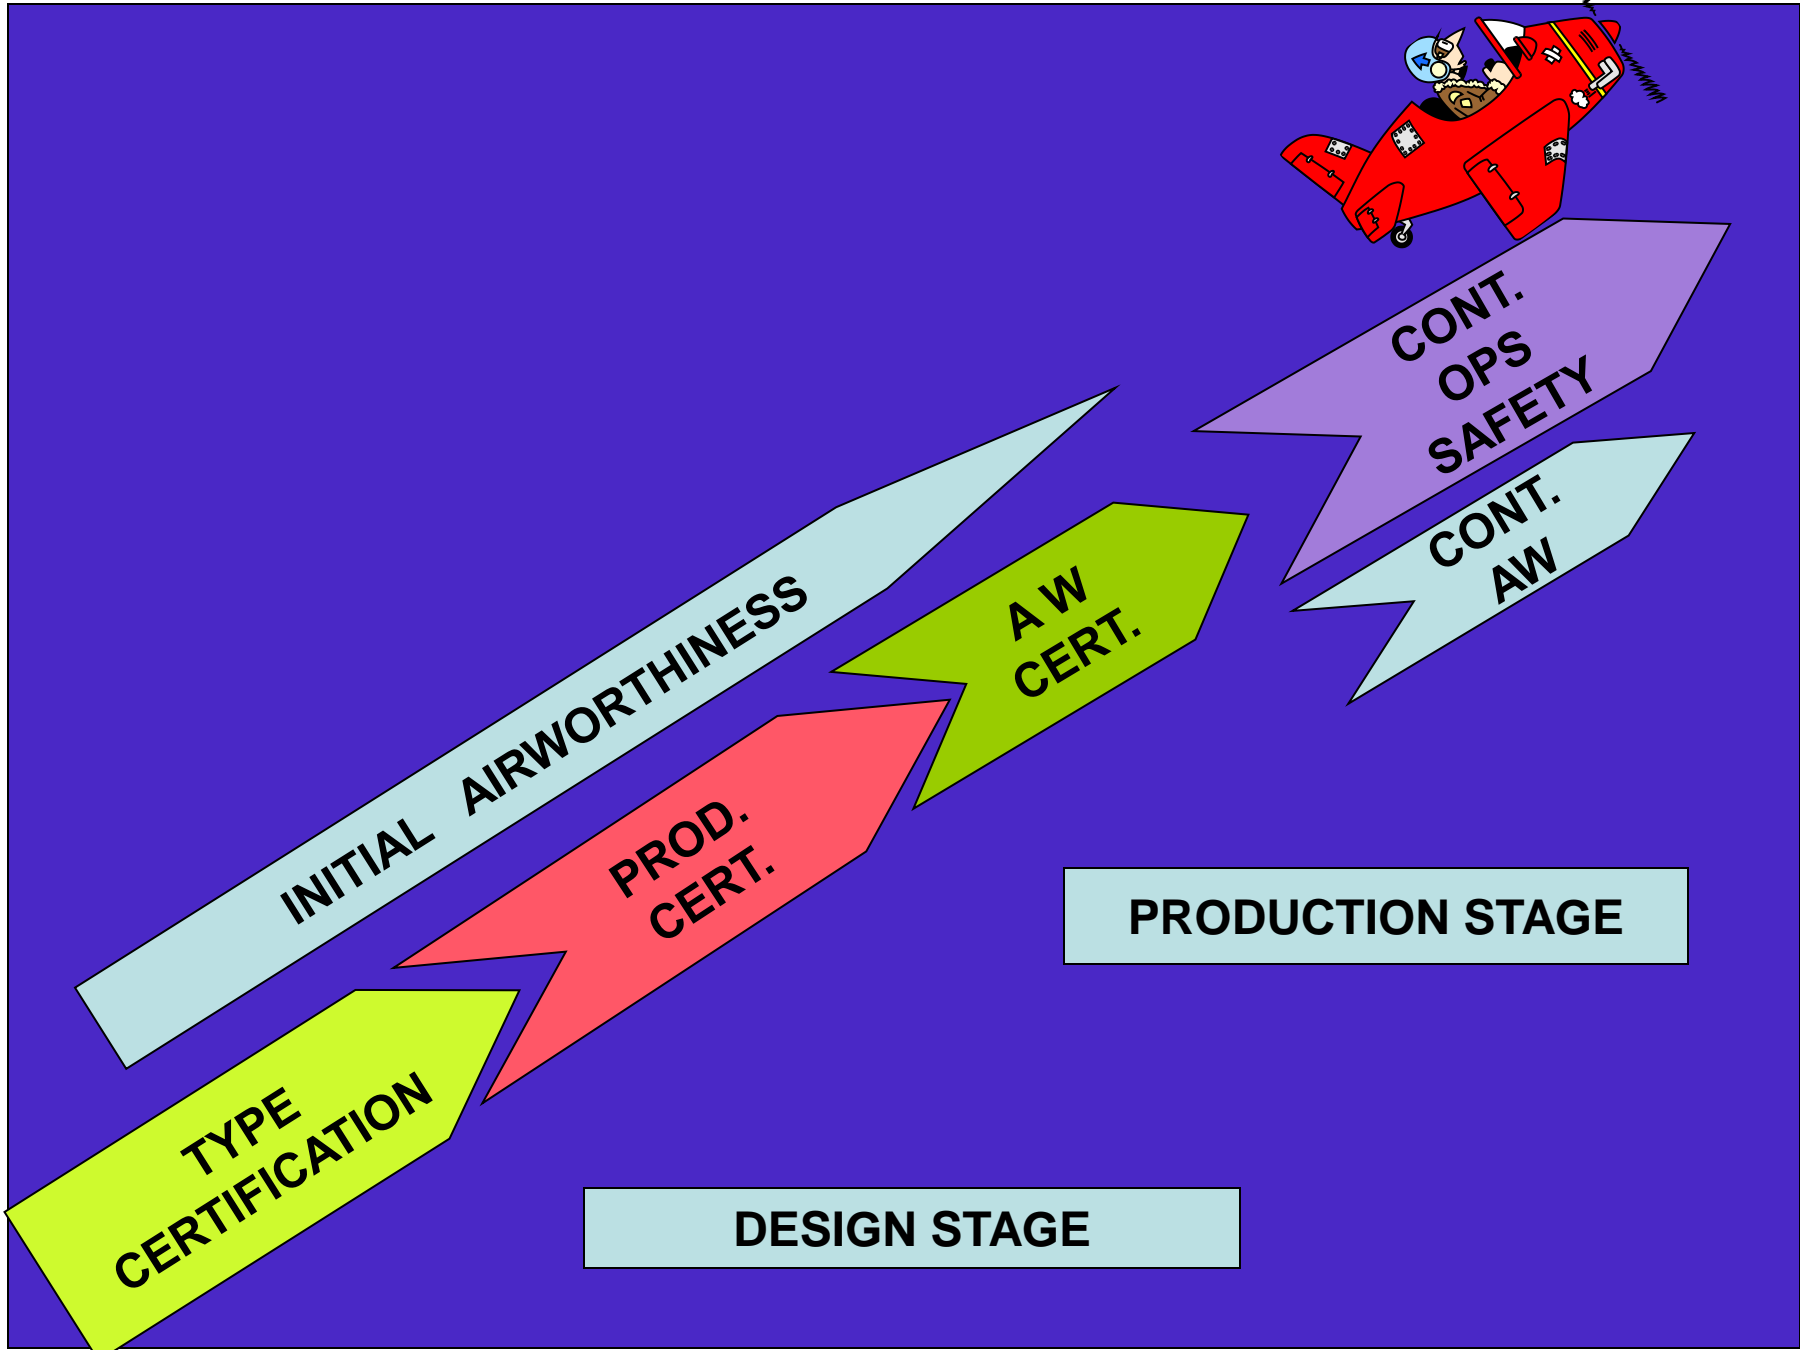 CONT.
OPS
SAFETY
CONT.
AW
INITIAL AIRWORTHINESS
A W
CERT.
PROD.
CERT.
PRODUCTION STAGE
TYPE
CERTIFICATION
DESIGN STAGE